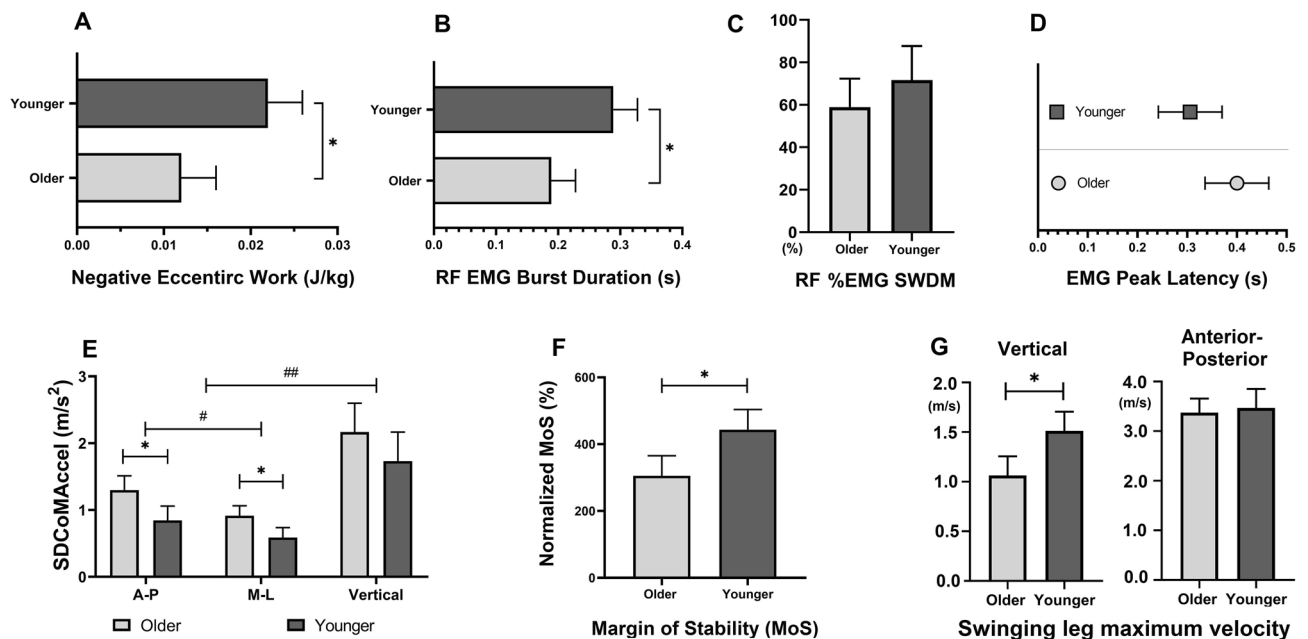 A
Younger
*
Older
0.00 0.01 0.02 0.03
Negative Eccentirc Work (J/kg)
B
Younger
*
Older
0.0 0.1 0.2 0.3 0.4
RF EMG Burst Duration (s)
C
100
80
60
40
20
0
(%)
Older Younger
RF %EMG SWDM
D
Younger
Older
0.0 0.1 0.2 0.3 0.4 0.5
EMG Peak Latency (s)
E
SDCoMAccel (m/s²)
3
2
1
0
##
#
*
*
A-P M-L Vertical
Older Younger
F
Normalized MoS (%)
600
400
200
0
*
Older Younger
Margin of Stability (MoS)
G
Vertical
2.0
(m/s)
1.5
1.0
0.5
0.0
*
Older Younger
Anterior-
Posterior
4.0
(m/s)
3.0
2.0
1.0
0.0
Older Younger
Swinging leg maximum velocity